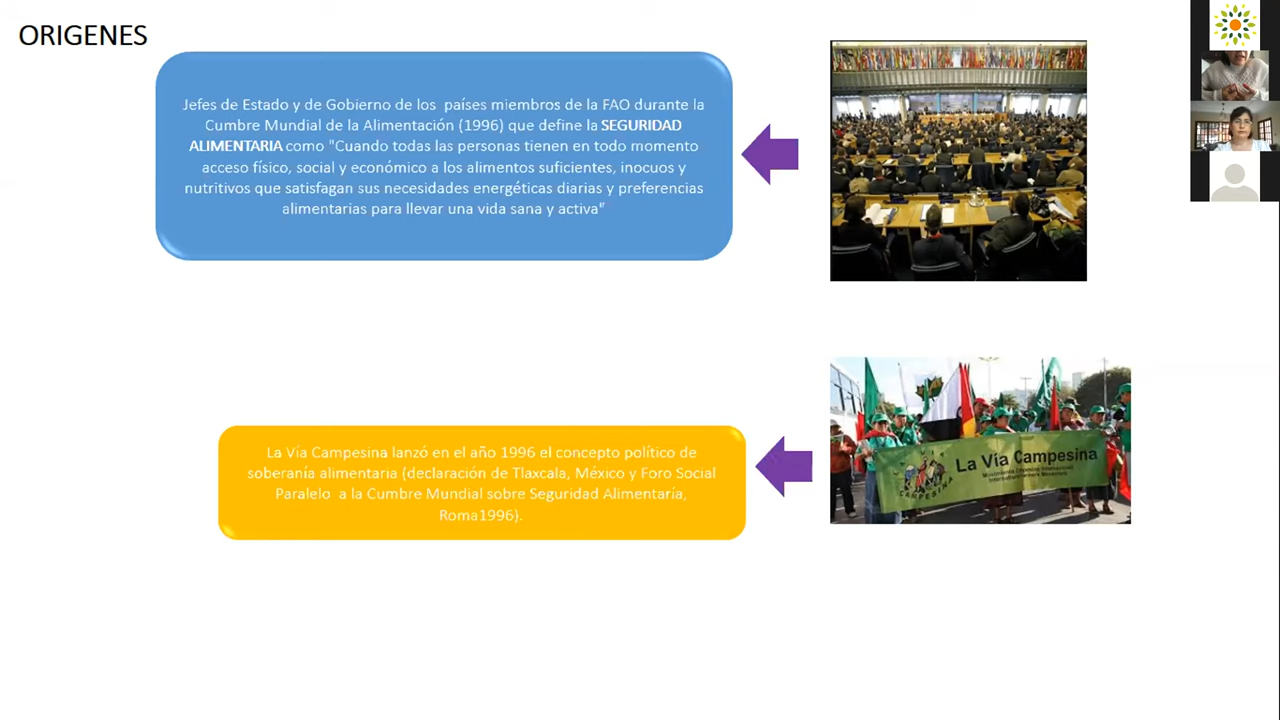 ORIGENES
Jefes de Estado y de Gobierno de los países miembros de la FAO durante la
Cumbre Mundial de la Alimentación (1996) que define la SEGURIDAD
ALIMENTARIA como "Cuando todas las personas tienen en todo momento
acceso físico, social y económico a los alimentos suficientes, inocuos y
nutritivos que satisfagan sus necesidades energéticas diarias y preferencias
alimentarias para llevar una vida sana y activa"
La Vía Campesina lanzó en el año 1996 el concepto político de
soberanía alimentaria (declaración de Tlaxcala, México y Foro Social
Paralelo a la Cumbre Mundial sobre Seguridad Alimentaría,
Roma1996).
La Vía Campesina
CAMPESINA